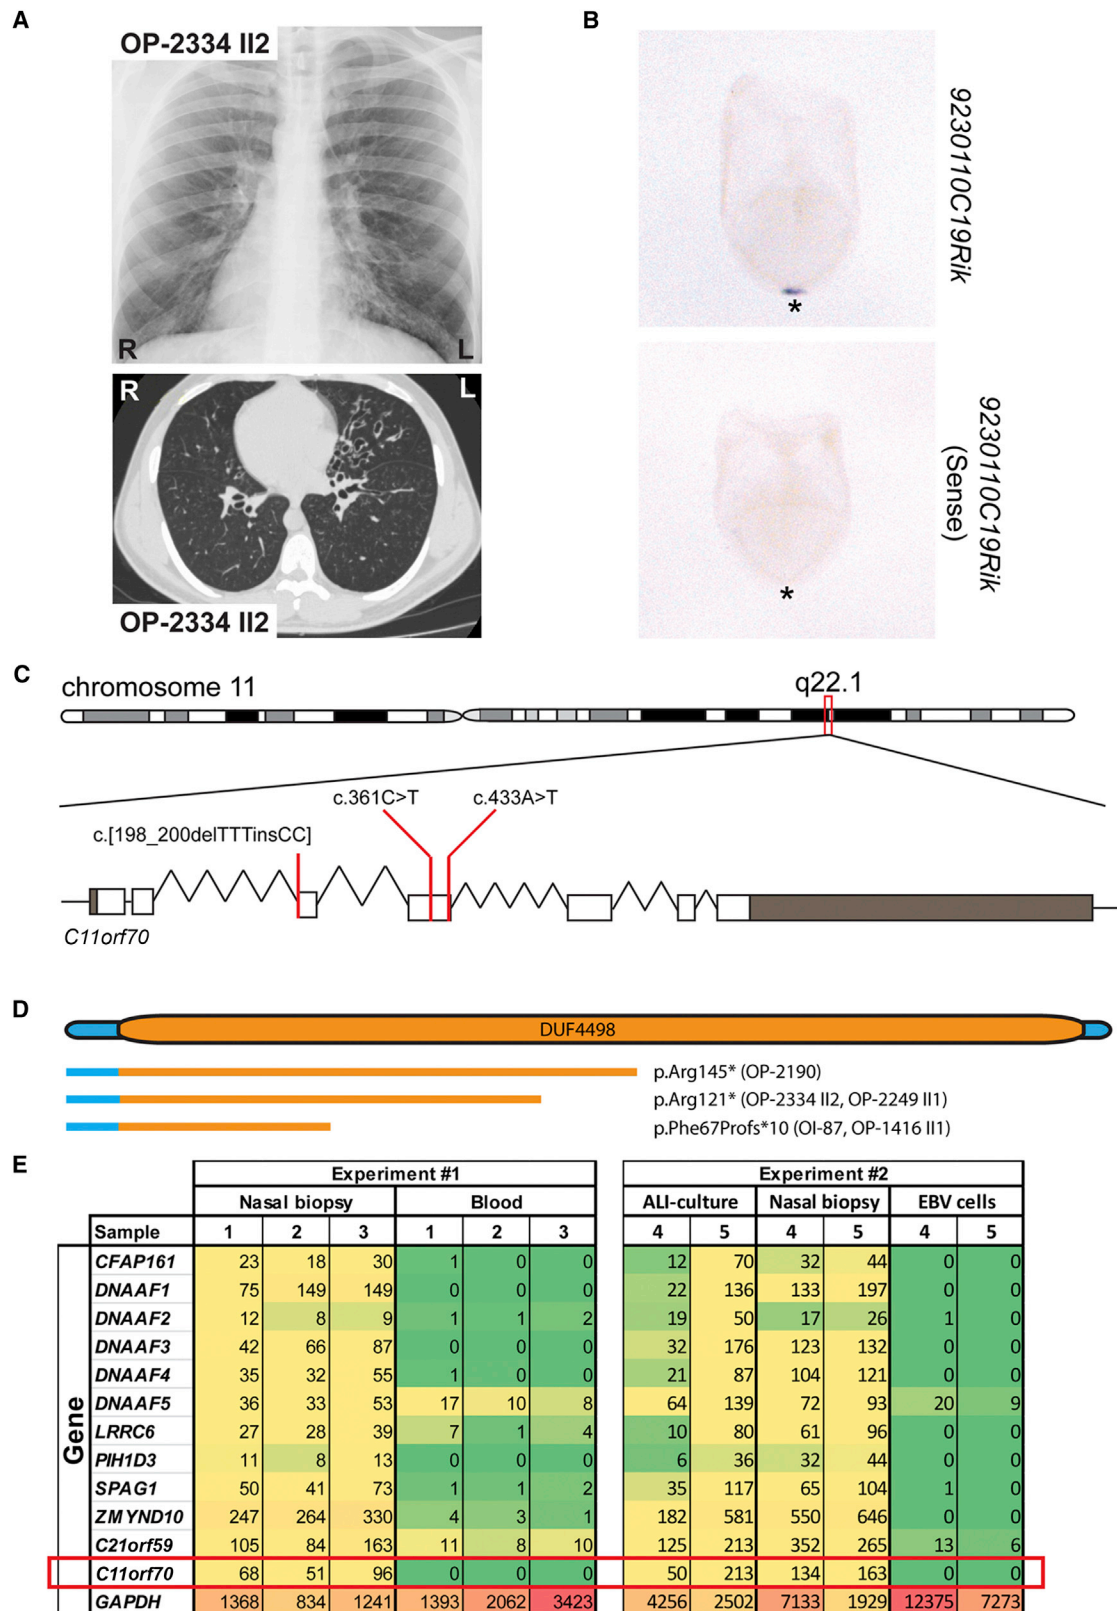 A
OP-2334 II2
R
L
R
L
OP-2334 II2
B
9230110C19Rik
*
9230110C19Rik
(Sense)
*
C
chromosome 11
q22.1
c.361C>T
c.433A>T
c.[198_200delTTTinsCC]
C11orf70
D
DUF4498
p.Arg145* (OP-2190)
p.Arg121* (OP-2334 II2, OP-2249 II1)
p.Phe67Profs*10 (OI-87, OP-1416 II1)
E
Experiment #1 Experiment #2
Nasal biopsy Blood ALI-culture Nasal biopsy EBV cells
Sample 1 2 3 1 2 3 4 5 4 5 4 5
Gene
CFAP161 23 18 30 1 0 0 12 70 32 44 0 0
DNAAF1 75 149 149 0 0 0 22 136 133 197 0 0
DNAAF2 12 8 9 1 1 2 19 50 17 26 1 0
DNAAF3 42 66 87 0 0 0 32 176 123 132 0 0
DNAAF4 35 32 55 1 0 0 21 87 104 121 0 0
DNAAF5 36 33 53 17 10 8 64 139 72 93 20 9
LRRC6 27 28 39 7 1 4 10 80 61 96 0 0
PIH1D3 11 8 13 0 0 0 6 36 32 44 0 0
SPAG1 50 41 73 1 1 2 35 117 65 104 1 0
ZMYND10 247 264 330 4 3 1 182 581 550 646 0 0
C21orf59 105 84 163 11 8 10 125 213 352 265 13 6
C11orf70 68 51 96 0 0 0 50 213 134 163 0 0
GAPDH 1368 834 1241 1393 2062 3423 4256 2502 7133 1929 12375 7273